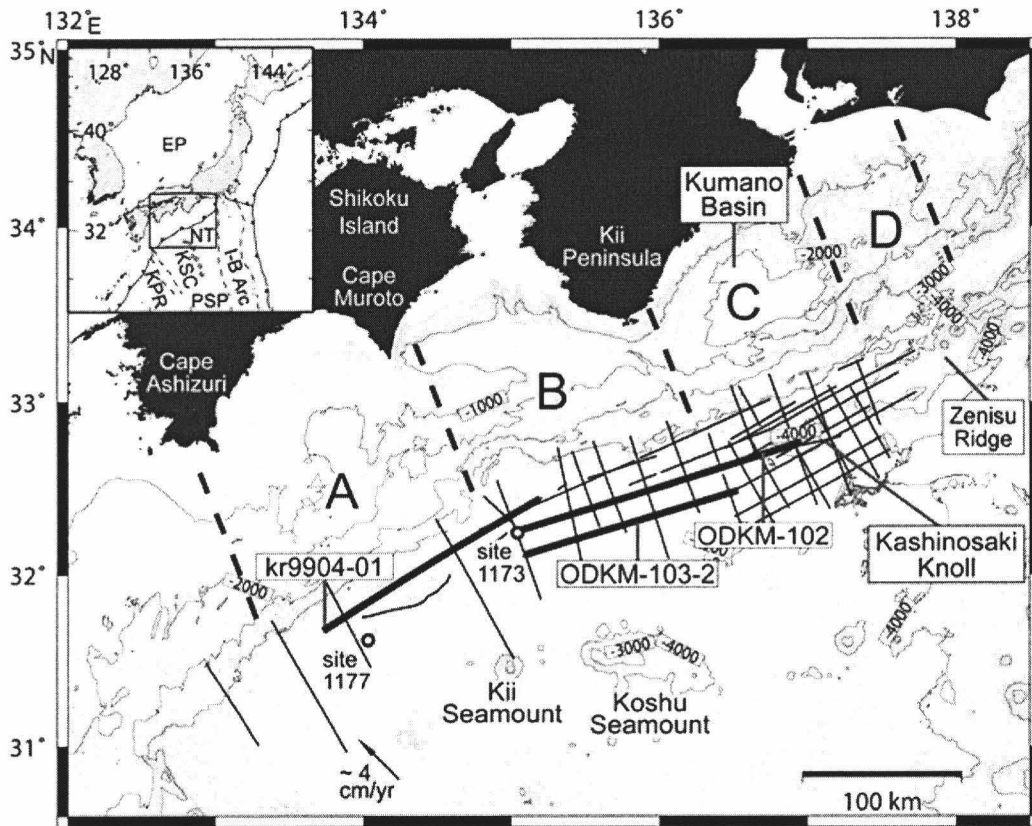 132°E
134°
136°
138°
35°N
34°
33°
32°
31°
128°
136°
144°
40°
32°
EP
NT
KPR
KSC
I-B Arc
PSP
Shikoku
Island
Cape
Muroto
Kii
Peninsula
Kumano
Basin
Cape
Ashizuri
A
B
C
D
-2000
-3000
-4000
-4000
-1000
Zenisu
Ridge
-4000
kr9904-01
site
1173
ODKM-102
ODKM-103-2
Kashinosaki
Knoll
-2000
site
1177
-3000
-4000
-4000
Kii
Seamount
Koshu
Seamount
~ 4
cm/yr
100 km